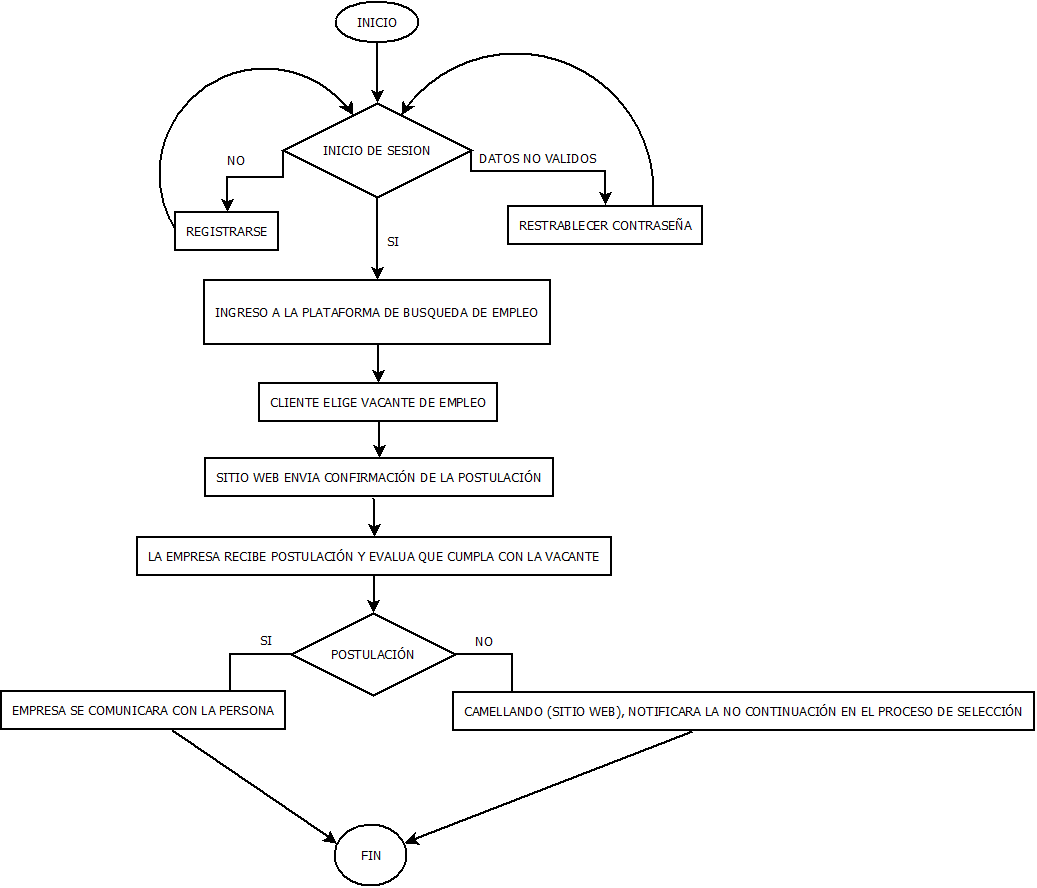 INICIO
INICIO DE SESION
NO
DATOS NO VALIDOS
REGISTRARSE
RESTRABLECER CONTRASEÑA
SI
INGRESO A LA PLATAFORMA DE BUSQUEDA DE EMPLEO
CLIENTE ELIGE VACANTE DE EMPLEO
SITIO WEB ENVIA CONFIRMACIÓN DE LA POSTULACIÓN
LA EMPRESA RECIBE POSTULACIÓN Y EVALUA QUE CUMPLA CON LA VACANTE
SI
NO
POSTULACIÓN
EMPRESA SE COMUNICARA CON LA PERSONA
CAMELLANDO (SITIO WEB), NOTIFICARA LA NO CONTINUACIÓN EN EL PROCESO DE SELECCIÓN
FIN